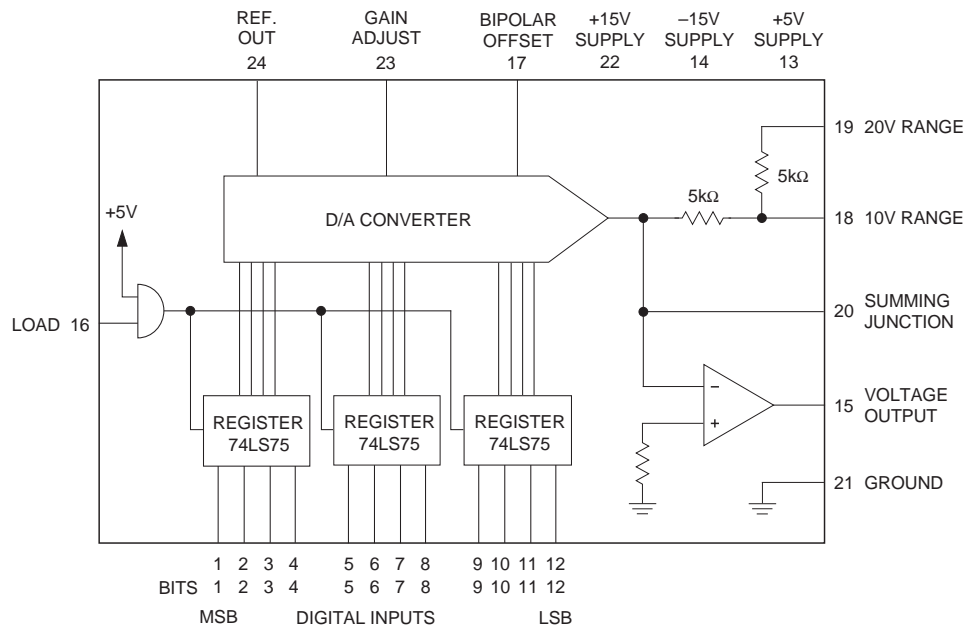 REF. OUT 24
GAIN ADJUST 23
BIPOLAR OFFSET 17
+15V SUPPLY 22
–15V SUPPLY 14
+5V SUPPLY 13
19 20V RANGE
5kΩ
5kΩ
18 10V RANGE
D/A CONVERTER
+5V
LOAD 16
20 SUMMING JUNCTION
REGISTER 74LS75
REGISTER 74LS75
REGISTER 74LS75
–
+
15 VOLTAGE OUTPUT
21 GROUND
1 2 3 4 5 6 7 8 9 10 11 12
BITS 1 2 3 4 5 6 7 8 9 10 11 12
MSB DIGITAL INPUTS LSB